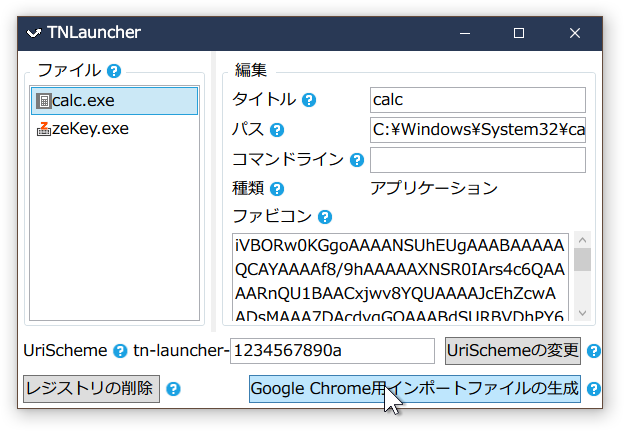 TNLauncher
ファイル ?
calc.exe
zeKey.exe
編集
タイトル ? calc
パス ? C:¥Windows¥System32¥ca
コマンドライン ?
種類 ? アプリケーション
ファビコン ?
iVBORw0KGgoAAAANSUhEUgAAABAAAAA
QCAYAAAAf8/9hAAAAAXNSR0IArs4c6QAA
AARnQU1BAACxjwv8YQUAAAAJcEhZcwA
ADsMAAA7DAcdvqGQAAABdSURBVDhPY6
UriScheme ? tn-launcher- 1234567890a UriSchemeの変更 ?
レジストリの削除 ? Google Chrome用インポートファイルの生成 ?